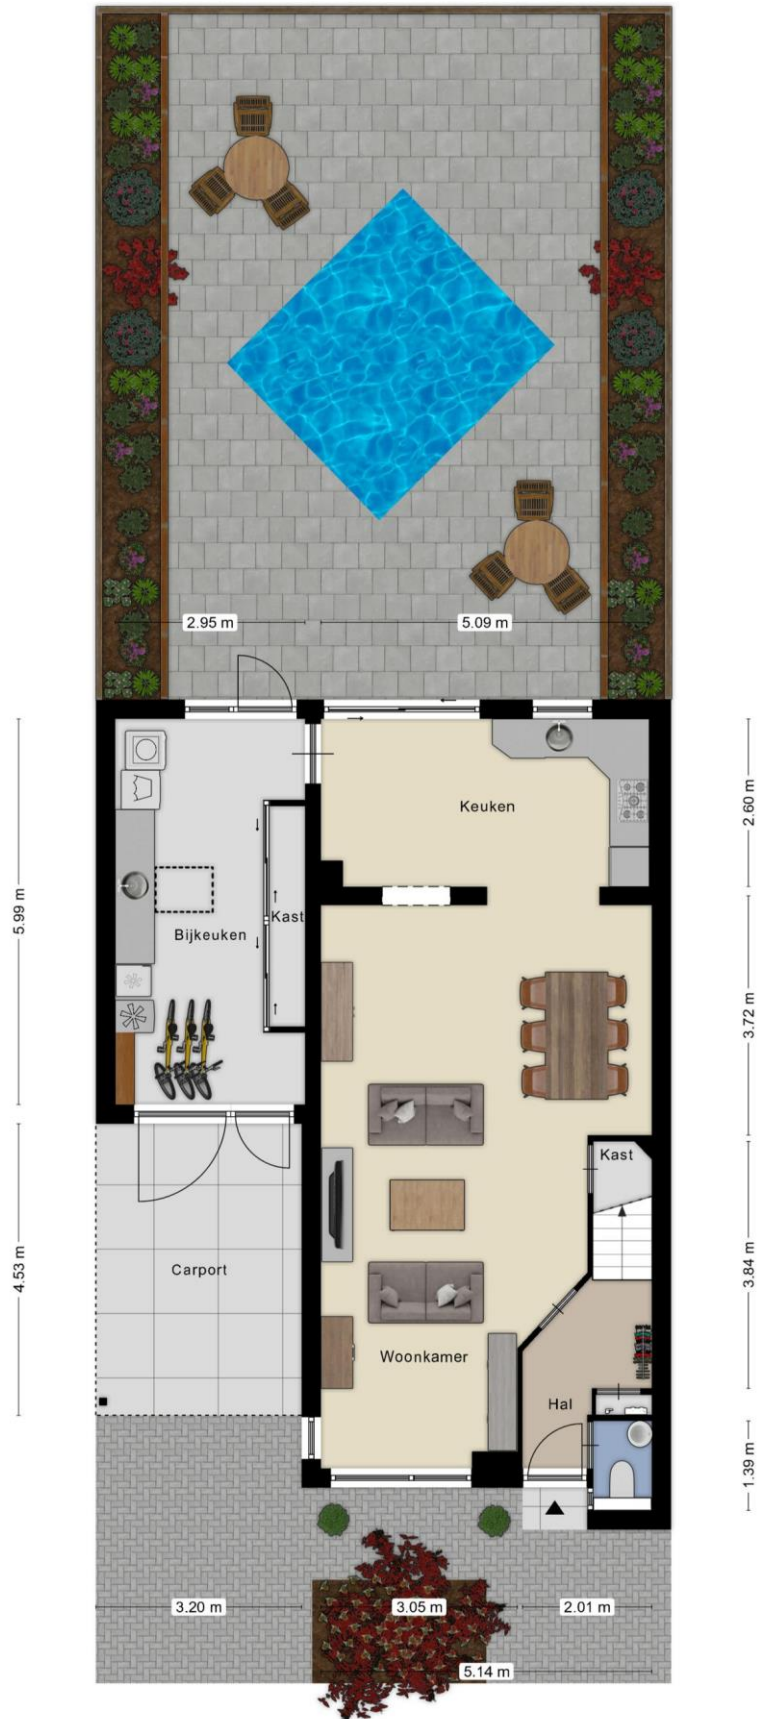 2.95 m
5.09 m
Keuken
2.60 m
5.99 m
Kast
Bijkeuken
3.72 m
Kast
Carport
4.53 m
3.84 m
Woonkamer
Hal
1.39 m
3.20 m
3.05 m
2.01 m
5.14 m